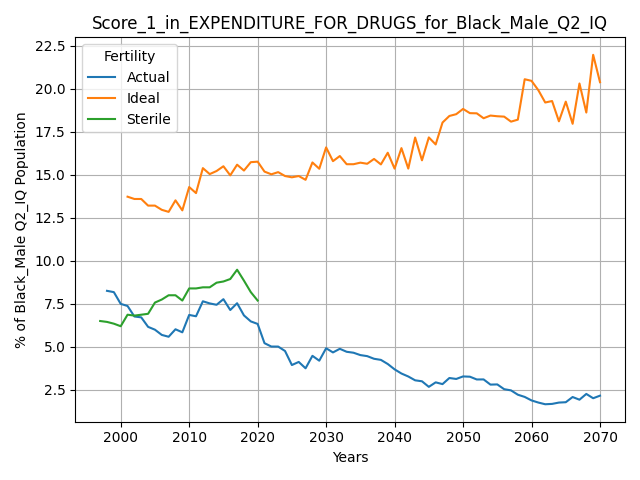 Score_1_in_EXPENDITURE_FOR_DRUGS_for_Black_Male_Q2_IQ
Fertility
Actual
Ideal
Sterile
% of Black_Male Q2_IQ Population
22.5
20.0
17.5
15.0
12.5
10.0
7.5
5.0
2.5
2000 2010 2020 2030 2040 2050 2060 2070
Years